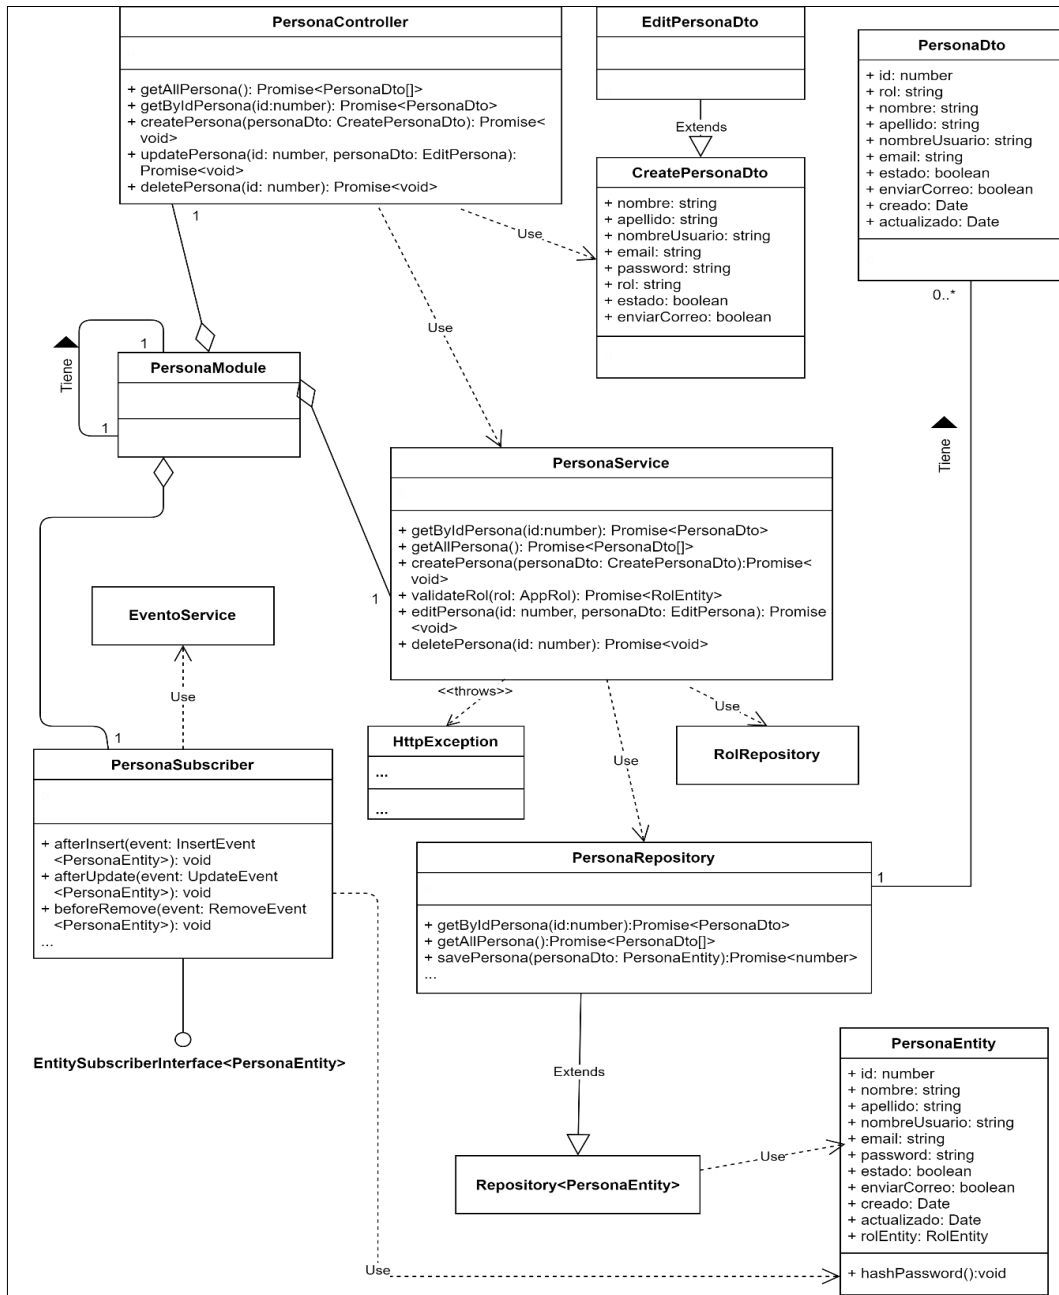 PersonaController
+ getAllPersona(): Promise<PersonaDto[]>
+ getByIdPersona(id:number): Promise<PersonaDto>
+ createPersona(personaDto: CreatePersonaDto): Promise<
void>
+ updatePersona(id: number, personaDto: EditPersona):
Promise<void>
+ deletePersona(id: number): Promise<void>
1
EditPersonaDto
Extends
CreatePersonaDto
+ nombre: string
+ apellido: string
+ nombreUsuario: string
+ email: string
+ password: string
+ rol: string
+ estado: boolean
+ enviarCorreo: boolean
PersonaDto
+ id: number
+ rol: string
+ nombre: string
+ apellido: string
+ nombreUsuario: string
+ email: string
+ estado: boolean
+ enviarCorreo: boolean
+ creado: Date
+ actualizado: Date
0..*
Tiene
Use
Use
Tiene
1
1
PersonaModule
PersonaService
+ getByIdPersona(id:number): Promise<PersonaDto>
+ getAllPersona(): Promise<PersonaDto[]>
+ createPersona(personaDto: CreatePersonaDto):Promise<
void>
+ validateRol(rol: AppRol): Promise<RolEntity>
+ editPersona(id: number, personaDto: EditPersona): Promise
<void>
+ deletePersona(id: number): Promise<void>
1
EventoService
Use
1
PersonaSubscriber
+ afterInsert(event: InsertEvent
<PersonaEntity>): void
+ afterUpdate(event: UpdateEvent
<PersonaEntity>): void
+ beforeRemove(event: RemoveEvent
<PersonaEntity>): void
...
EntitySubscriberInterface<PersonaEntity>
<<throws>>
HttpException
...
...
Use
RolRepository
Use
PersonaRepository
+ getByIdPersona(id:number):Promise<PersonaDto>
+ getAllPersona():Promise<PersonaDto[]>
+ savePersona(personaDto: PersonaEntity):Promise<number>
...
1
Extends
Repository<PersonaEntity>
Use
PersonaEntity
+ id: number
+ nombre: string
+ apellido: string
+ nombreUsuario: string
+ email: string
+ password: string
+ estado: boolean
+ enviarCorreo: boolean
+ creado: Date
+ actualizado: Date
+ rolEntity: RolEntity
+ hashPassword():void
Use